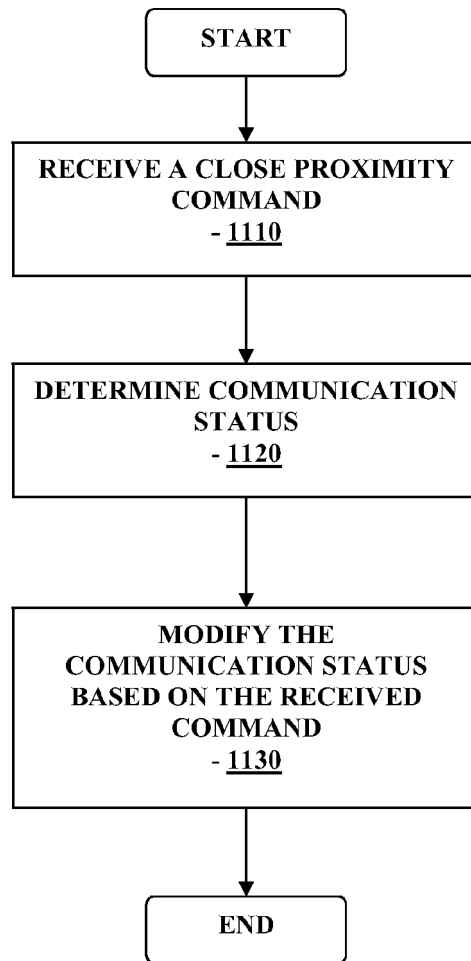 START
RECEIVE A CLOSE PROXIMITY
COMMAND
- 1110
DETERMINE COMMUNICATION
STATUS
- 1120
MODIFY THE
COMMUNICATION STATUS
BASED ON THE RECEIVED
COMMAND
- 1130
END